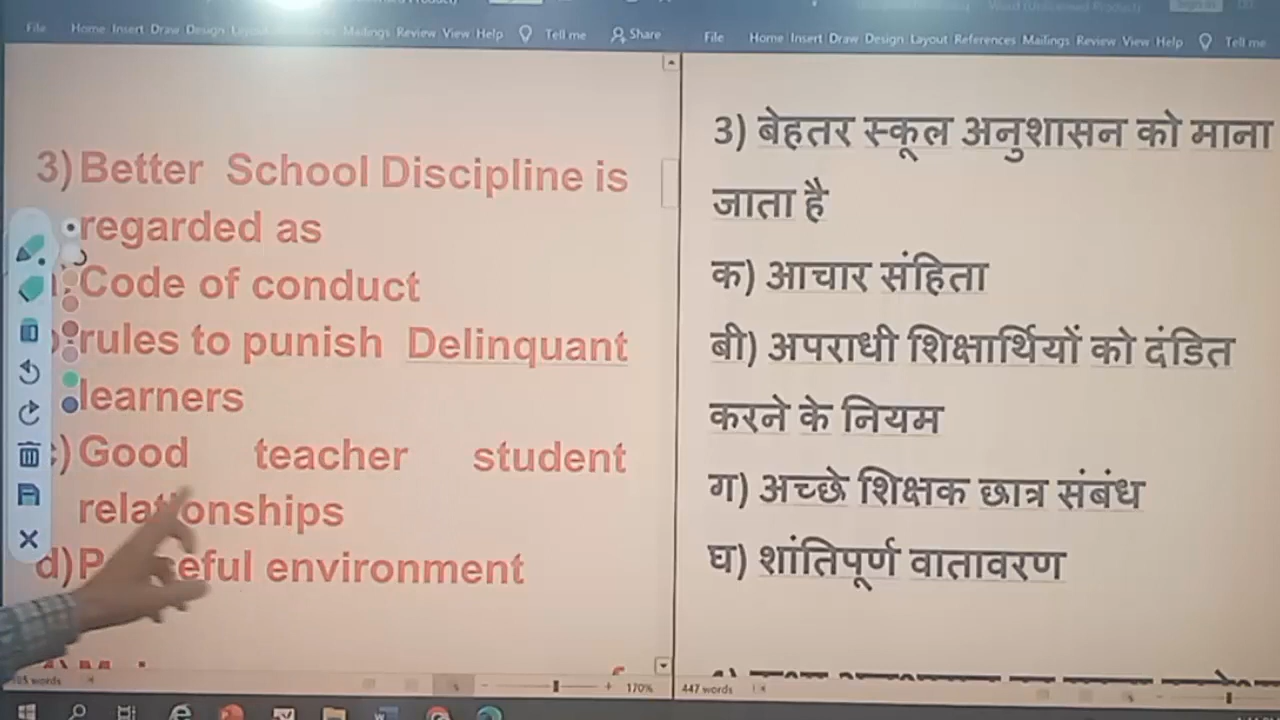 File Home Insert Draw Design Mailings Review View Help Tell me Share
File Home Insert Draw Design Layout References Mailings Review View Help Tell me
3) Better School Discipline is
regarded as
Code of conduct
rules to punish Delinquant
learners
c) Good teacher student
relationships
d) environment
3) बेहतर स्कूल अनुशासन को माना
जाता है
क) आचार संहिता
बी) अपराधी शिक्षार्थियों को दंडित
करने के नियम
ग) अच्छे शिक्षक छात्र संबंध
घ) शांतिपूर्ण वातावरण
words
170%
447 words